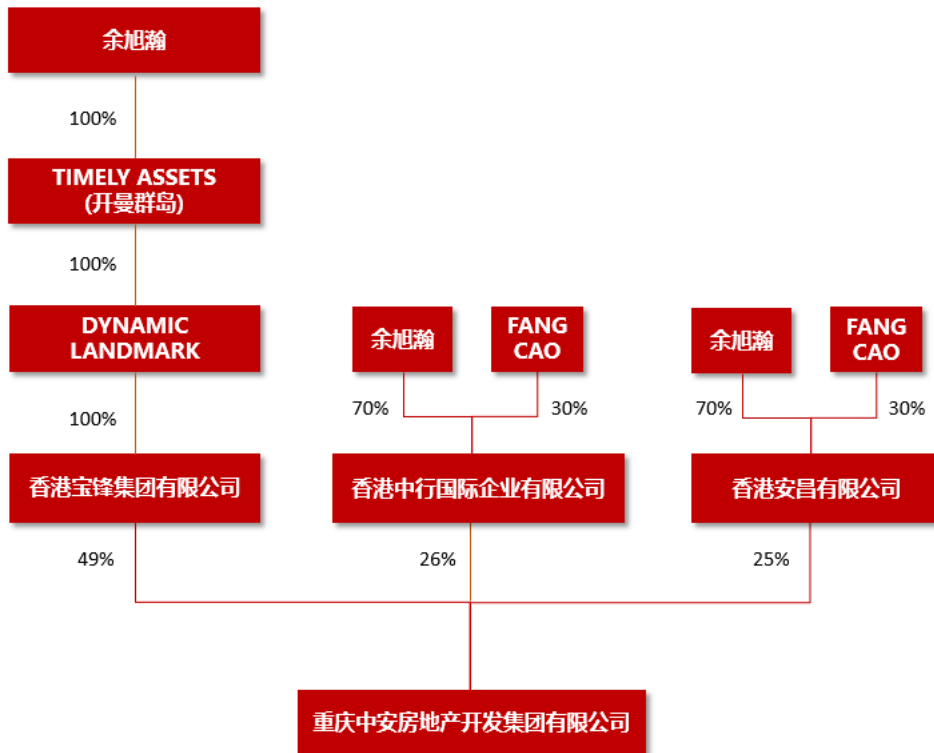 余旭瀚
100%
TIMELY ASSETS
(开曼群岛)
100%
DYNAMIC
LANDMARK
余旭瀚
FANG
CAO
余旭瀚
FANG
CAO
100%
70%
30%
70%
30%
香港宝锋集团有限公司
香港中行国际企业有限公司
香港安昌有限公司
49%
26%
25%
重庆中安房地产开发集团有限公司